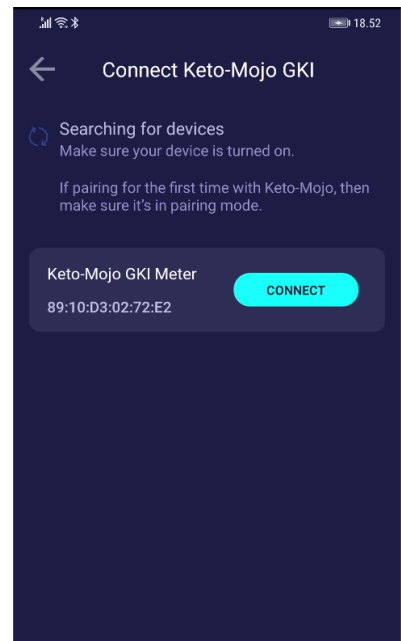 18.52
Connect Keto-Mojo GKI
Searching for devices
Make sure your device is turned on.
If pairing for the first time with Keto-Mojo, then
make sure it's in pairing mode.
Keto-Mojo GKI Meter
CONNECT
89:10:D3:02:72:E2